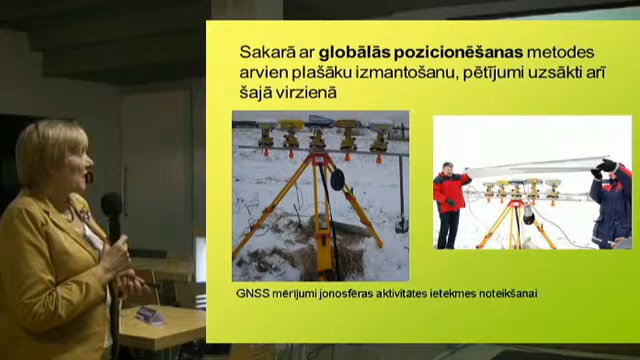 Sakarā ar globālās pozicionēšanas metodes
arvien plašāku izmantošanu, pētījumi uzsākti arī
šajā virzienā
GNSS mērījumi jonosfēras aktivitātes ietekmes noteikšanai